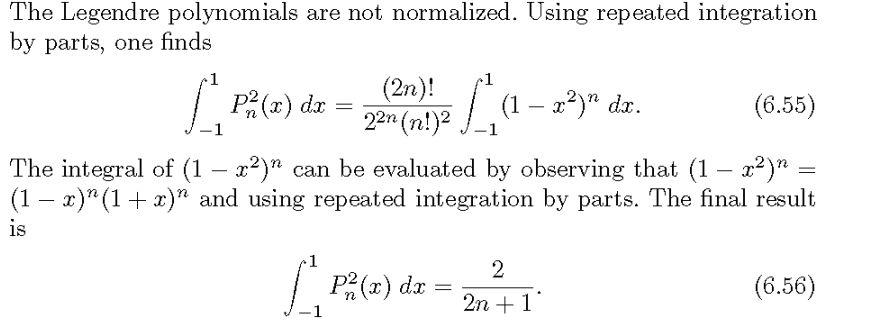 The Legendre polynomials are not normalized. Using repeated integration
by parts, one finds
∫_{-1}^{1} P_n^2(x) dx = \frac{(2n)!}{2^{2n}(n!)^2} ∫_{-1}^{1} (1 − x^2)^n dx. (6.55)
The integral of (1 − x^2)^n can be evaluated by observing that (1 − x^2)^n =
(1 − x)^n(1 + x)^n and using repeated integration by parts. The final result
is
∫_{-1}^{1} P_n^2(x) dx = \frac{2}{2n + 1}. (6.56)